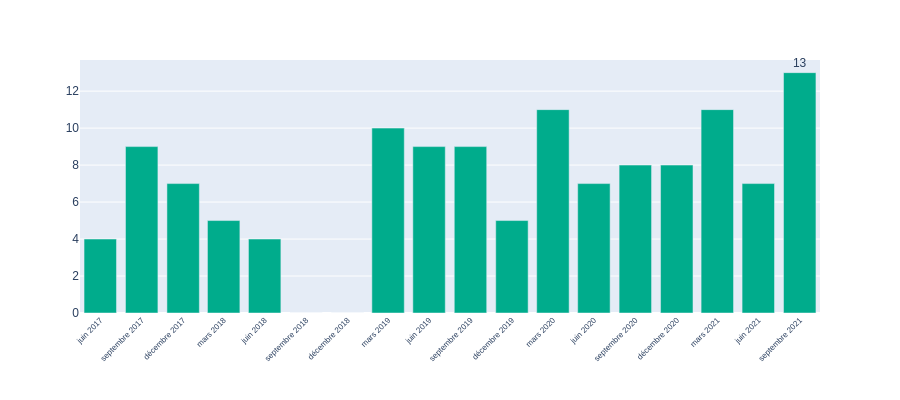 13
12
10
8
6
4
2
0
juin 2017
septembre 2017
décembre 2017
mars 2018
juin 2018
septembre 2018
décembre 2018
mars 2019
juin 2019
septembre 2019
décembre 2019
mars 2020
juin 2020
septembre 2020
décembre 2020
mars 2021
juin 2021
septembre 2021